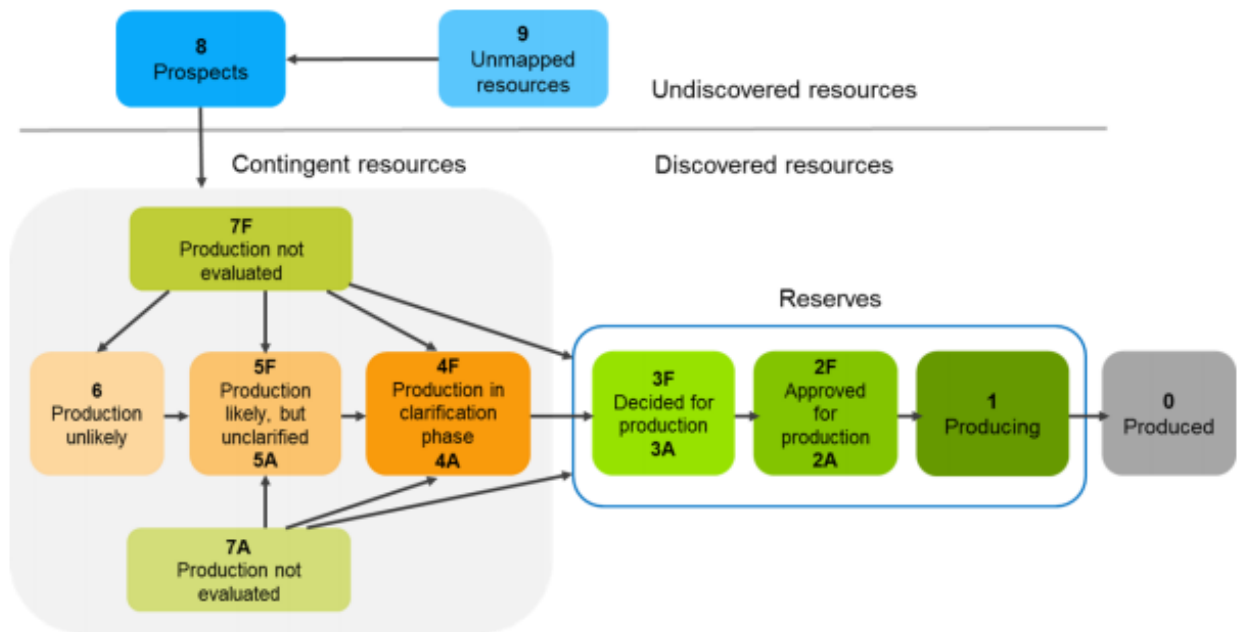 8
Prospects
9
Unmapped
resources
Undiscovered resources
Contingent resources
Discovered resources
7F
Production not
evaluated
Reserves
6
Production
unlikely
5F
Production
likely, but
unclarified
5A
4F
Production in
clarification
phase
4A
3F
Decided for
production
3A
2F
Approved
for
production
2A
1
Producing
0
Produced
7A
Production not
evaluated